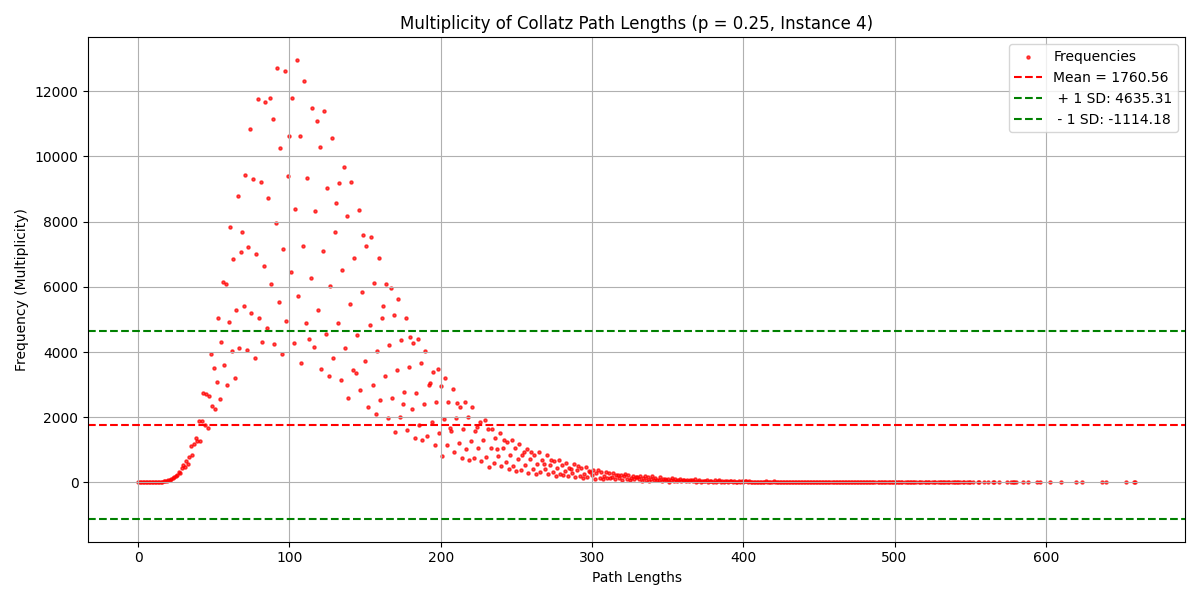 Multiplicity of Collatz Path Lengths (p = 0.25, Instance 4)
Frequencies
Mean = 1760.56
+ 1 SD: 4635.31
- 1 SD: -1114.18
Frequency (Multiplicity)
12000
10000
8000
6000
4000
2000
0
0 100 200 300 400 500 600
Path Lengths